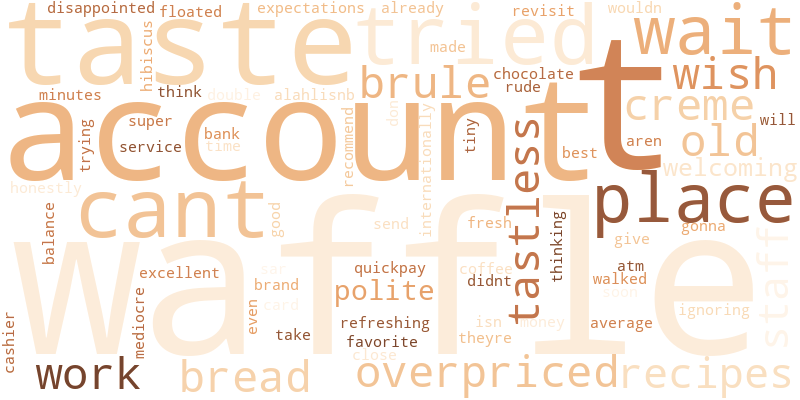 disappointed
floated
expectations
already
revisit
wouldn
taste
tried
wait
hibiscus
made
brule
chocolate
wish
minutes
think
double
alahlisnb
rude
account
t
creme
will
trying
super
bank
time
service
recommend
don
internationally
tiny
tasteless
best
aren
old
welcoming
honestly
cant
place
balance
good
send
fresh
thinking
gonna
give
staff
waffle
excellent
sar
brand
card
quickpay
coffee
didnt
atm
walked
soon
polite
cashier
mediocre
even
take
refreshing
favorite
isn
money
theyre
average
ignoring
close
work
bread
overpriced
recipes